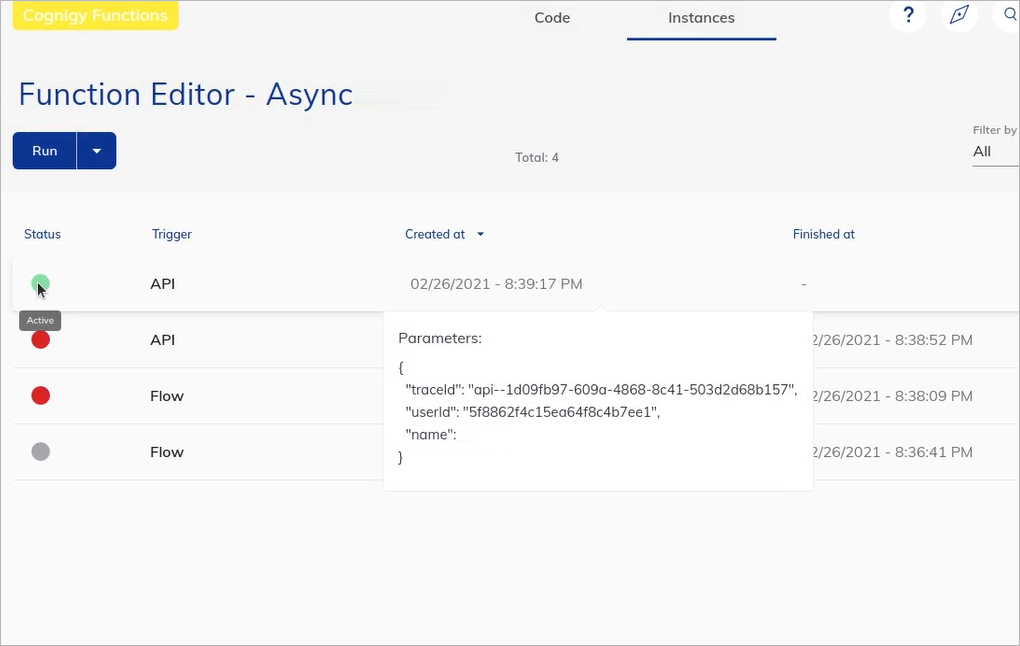 Cognigy Functions
Code
Instances
?
Function Editor - Async
Run
Total: 4
Filter by
All
Status
Trigger
Created at
Finished at
API
02/26/2021 - 8:39:17 PM
-
Active
API
2/26/2021 - 8:38:52 PM
Flow
2/26/2021 - 8:38:09 PM
Flow
2/26/2021 - 8:36:41 PM
Parameters:
{
"traceId": "api--1d09fb97-609a-4868-8c41-503d2d68b157",
"userId": "5f8862f4c15ea64f8c4b7ee1",
"name":
}